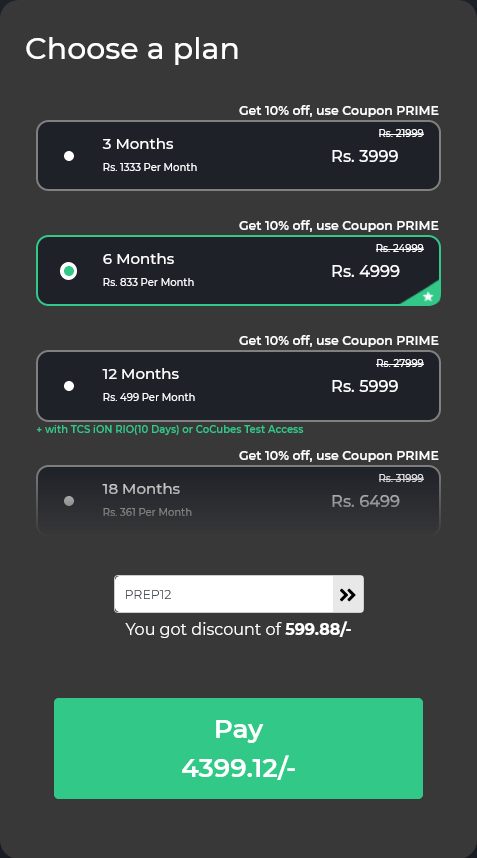 Choose a plan
Get 10% off, use Coupon PRIME
Rs. 21999
3 Months
Rs. 3999
Rs. 1333 Per Month
Get 10% off, use Coupon PRIME
Rs. 24999
6 Months
Rs. 4999
Rs. 833 Per Month
Get 10% off, use Coupon PRIME
Rs. 27999
12 Months
Rs. 5999
Rs. 499 Per Month
+ with TCS iON RIO(10 Days) or CoCubes Test Access
Get 10% off, use Coupon PRIME
Rs. 31999
18 Months
Rs. 6499
Rs. 361 Per Month
PREP12
You got discount of 599.88/-
Pay
4399.12/-